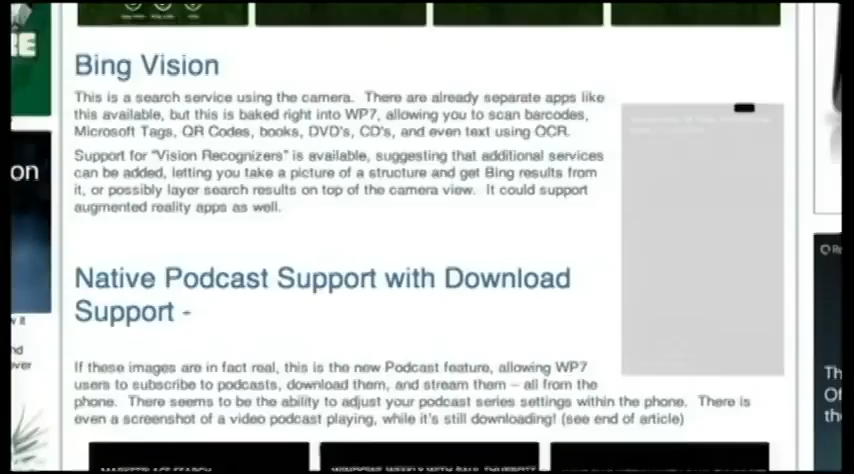 Bing Vision
This is a search service using the camera. There are already separate apps like
this available, but this is baked right into WP7, allowing you to scan barcodes,
Microsoft Tags, QR Codes, books, DVD's, CD's, and even text using OCR.
Support for "Vision Recognizers" is available, suggesting that additional services
can be added, letting you take a picture of a structure and get Bing results from
it, or possibly layer search results on top of the camera view. It could support
augmented reality apps as well.
Native Podcast Support with Download
Support -
If these images are in fact real, this is the new Podcast feature, allowing WP7
users to subscribe to podcasts, download them, and stream them – all from the
phone. There seems to be the ability to adjust your podcast series settings within the phone. There is
even a screenshot of a video podcast playing, while it's still downloading! (see end of article)
on
Th
Of
the